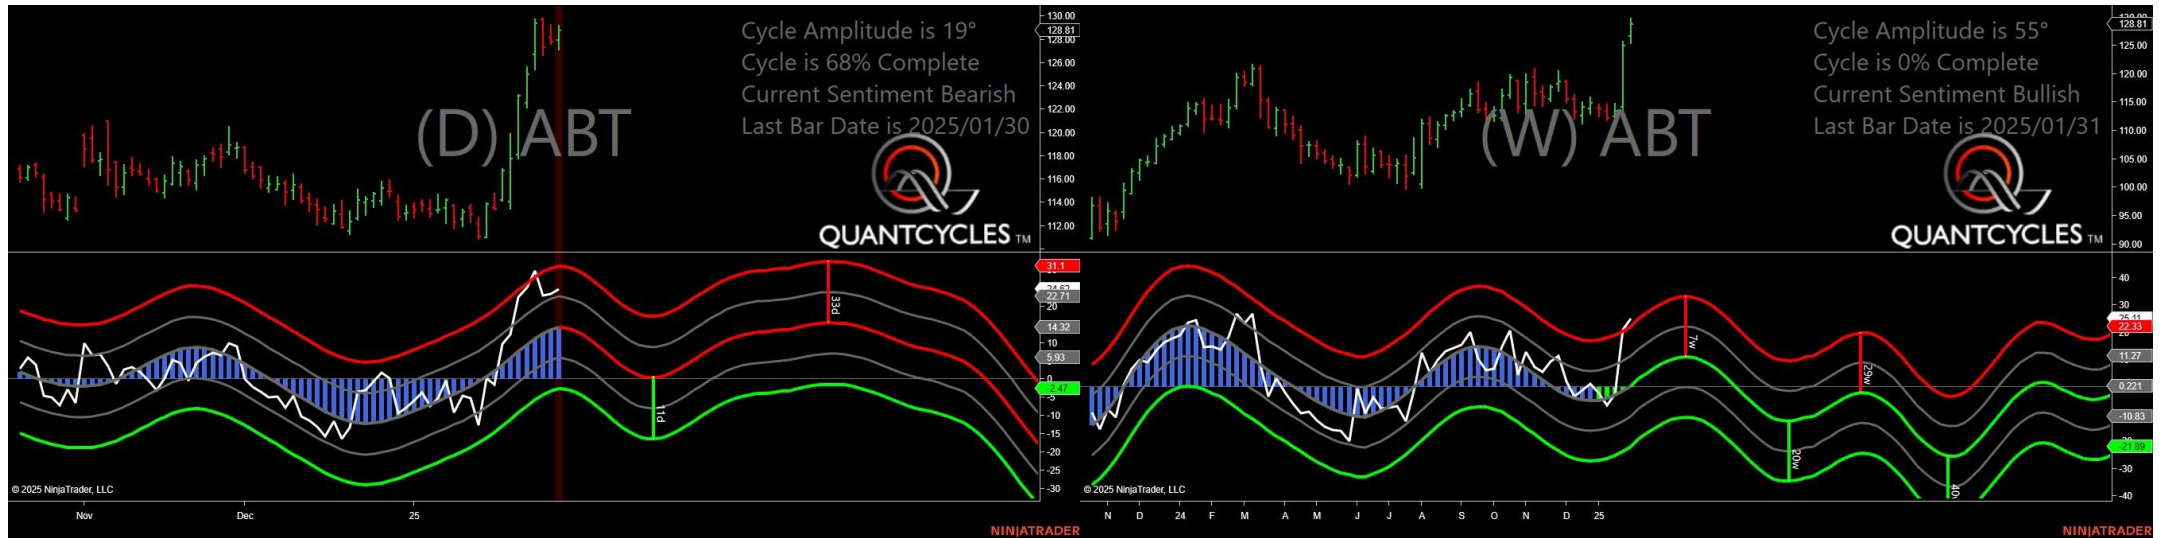 Cycle Amplitude is 19°
Cycle is 68% Complete
Current Sentiment Bearish
Last Bar Date is 2025/01/30
(D) ABT
QUANTCYCLES TM
130.00
128.81
128.00
126.00
124.00
122.00
120.00
118.00
116.00
114.00
112.00
31.1
24.62
22.71
20
14.32
10
5.93
0
-2.47
-5
-10
-15
-20
-25
-30
33d
11d
© 2025 NinjaTrader, LLC
Nov
Dec
25
NINJATRADER
Cycle Amplitude is 55°
Cycle is 0% Complete
Current Sentiment Bullish
Last Bar Date is 2025/01/31
(W) ABT
QUANTCYCLES TM
128.81
125.00
120.00
115.00
110.00
105.00
100.00
95.00
90.00
40
30
25.11
22.33
11.27
0.221
-10.83
-21.89
-30
-40
7w
29w
20w
© 2025 NinjaTrader, LLC
N D 24 F M A M J J A S O N D 25
NINJATRADER